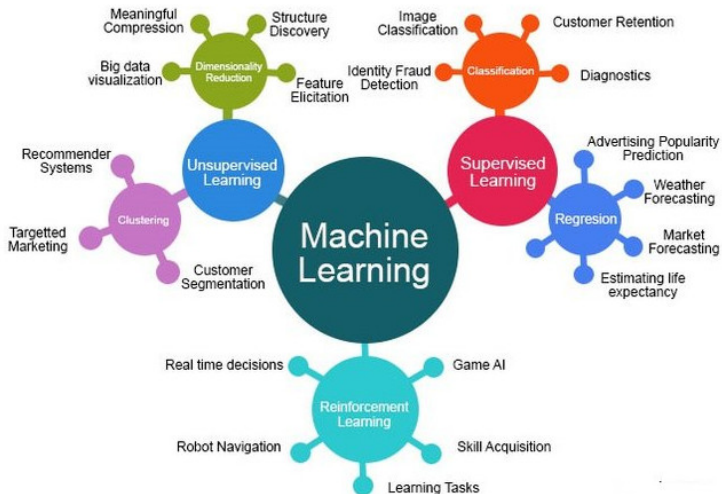 Meaningful
Compression
Structure
Discovery
Big data
visualization
Dimensionality
Reduction
Feature
Elicitation
Image
Classification
Customer Retention
Identity Fraud
Detection
Classification
Diagnostics
Recommender
Systems
Unsupervised
Learning
Supervised
Learning
Advertising Popularity
Prediction
Weather
Forecasting
Clustering
Regresion
Targetted
Marketing
Machine
Learning
Market
Forecasting
Customer
Segmentation
Estimating life
expectancy
Real time decisions
Game AI
Reinforcement
Learning
Robot Navigation
Skill Acquisition
Learning Tasks